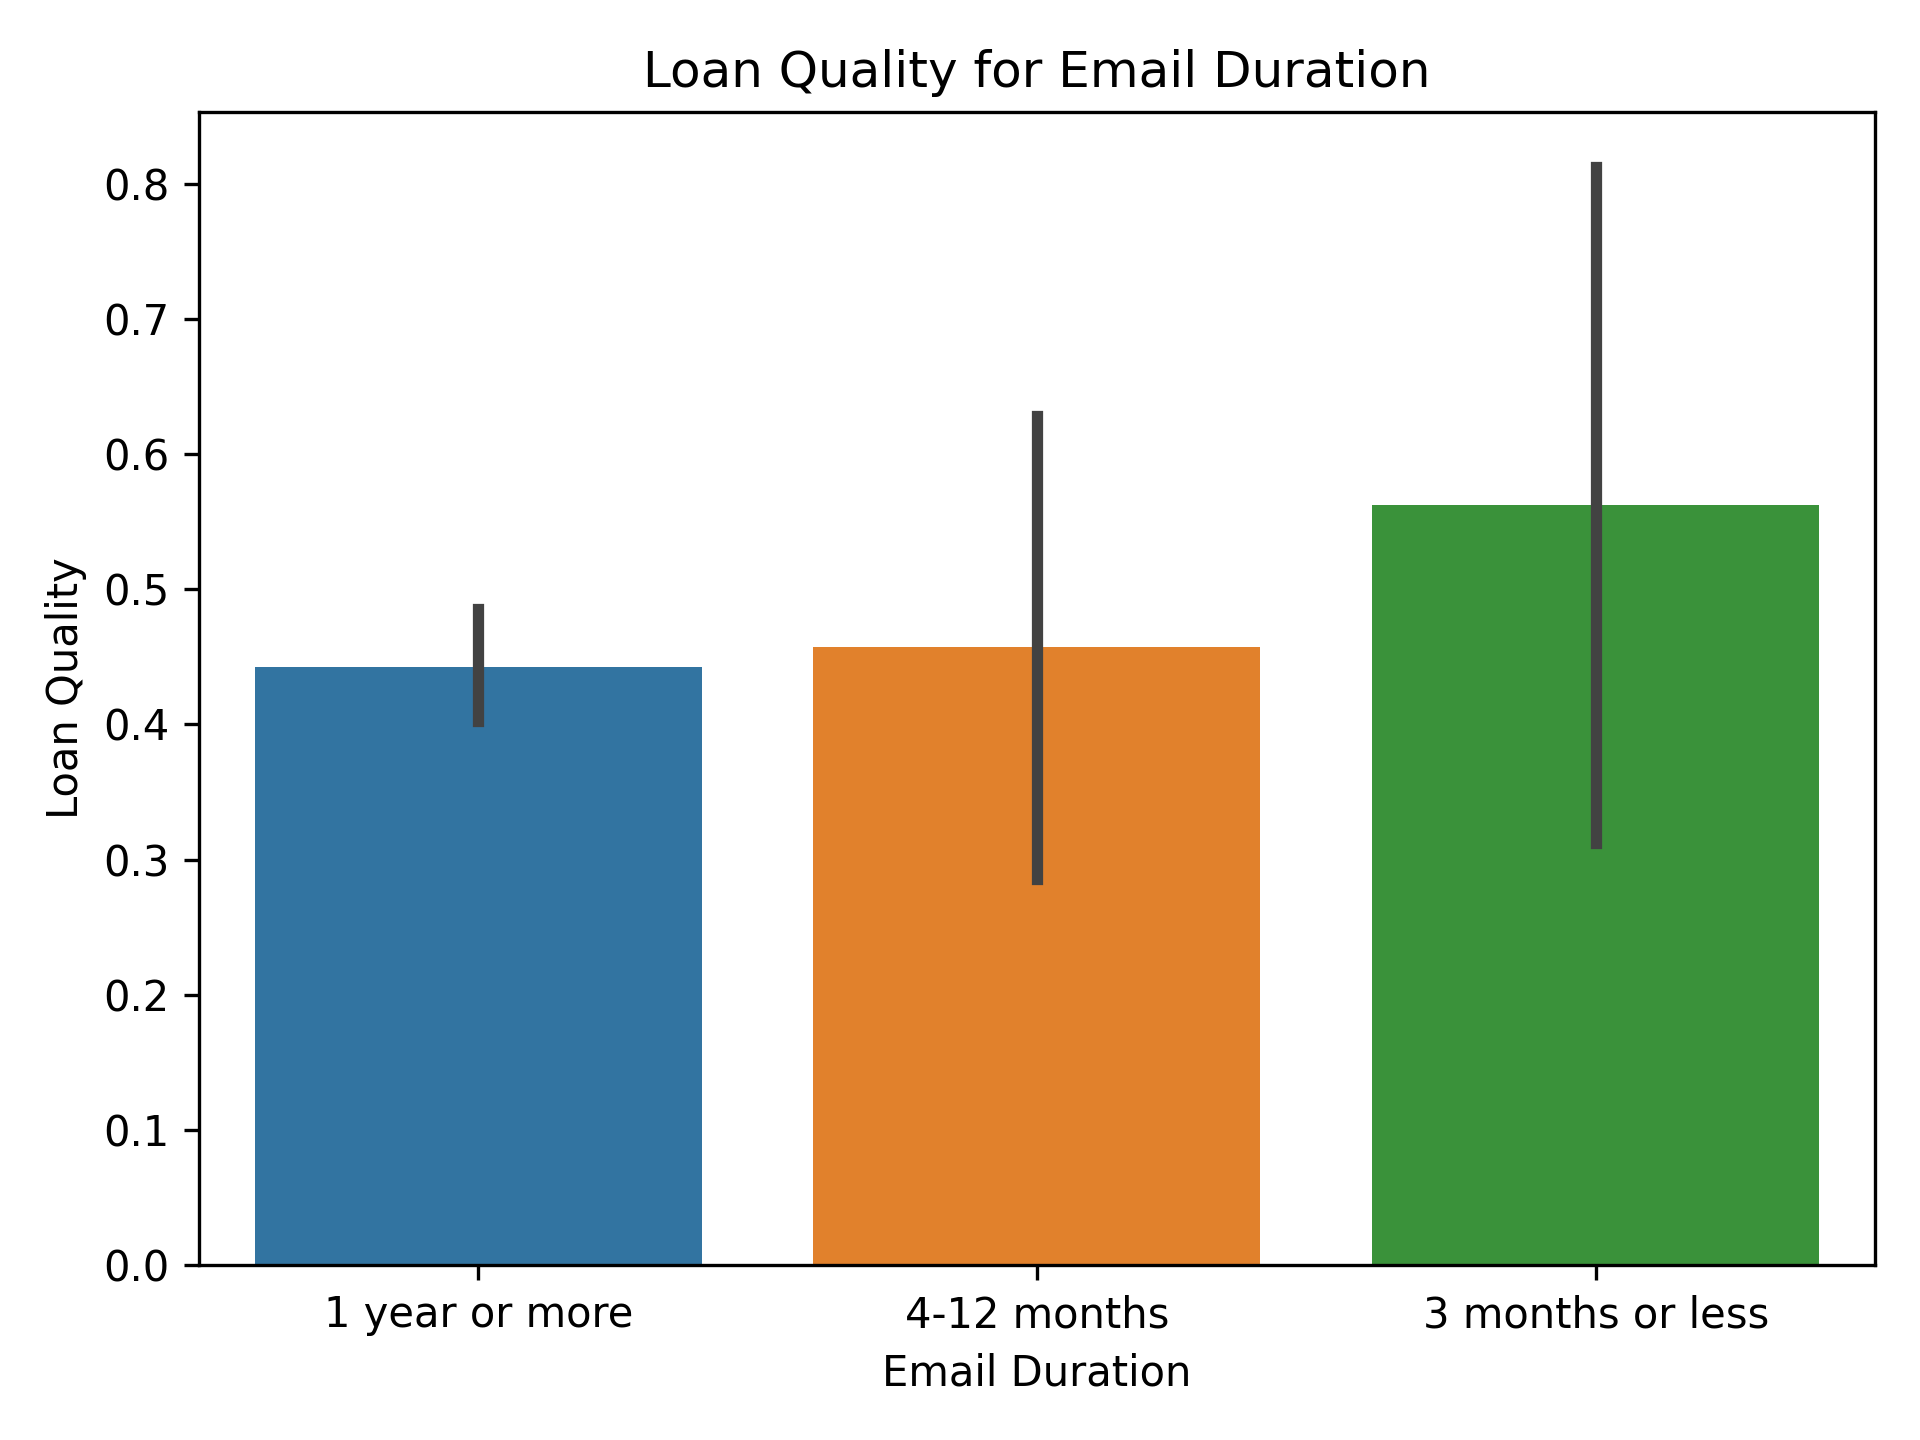 Loan Quality for Email Duration
Loan Quality
0.8
0.7
0.6
0.5
0.4
0.3
0.2
0.1
0.0
1 year or more
4-12 months
3 months or less
Email Duration